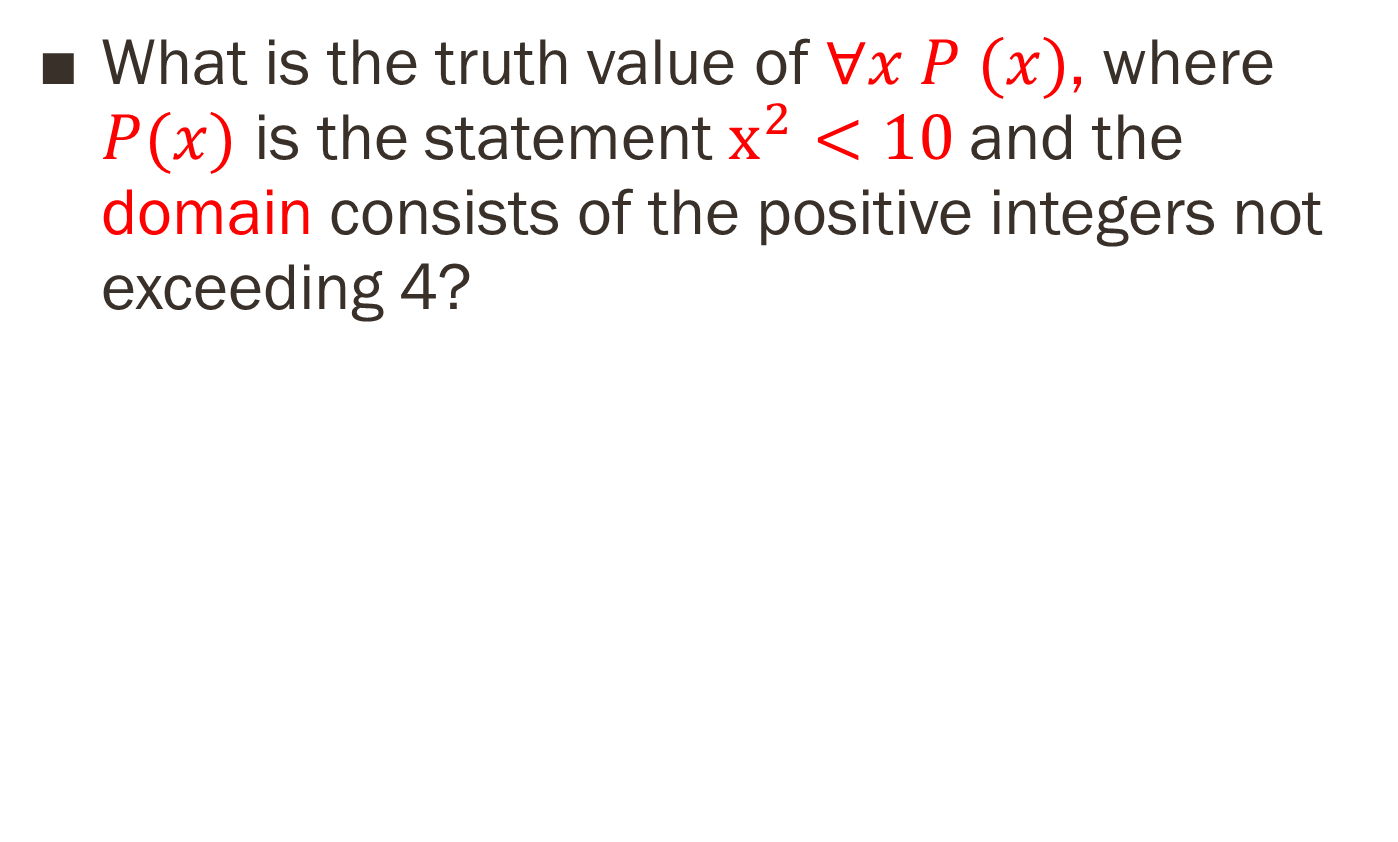 ■ What is the truth value of ∀𝑥 𝑃 (𝑥), where
𝑃(𝑥) is the statement x² < 10 and the
domain consists of the positive integers not
exceeding 4?